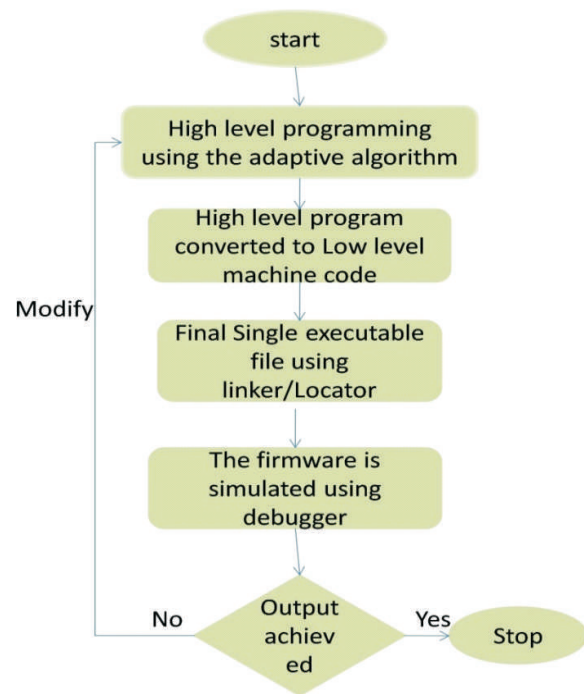 start
High level programming
using the adaptive algorithm
High level program
converted to Low level
machine code
Modify
Final Single executable
file using
linker/Locator
The firmware is
simulated using
debugger
No
Output
achiev
ed
Yes
Stop